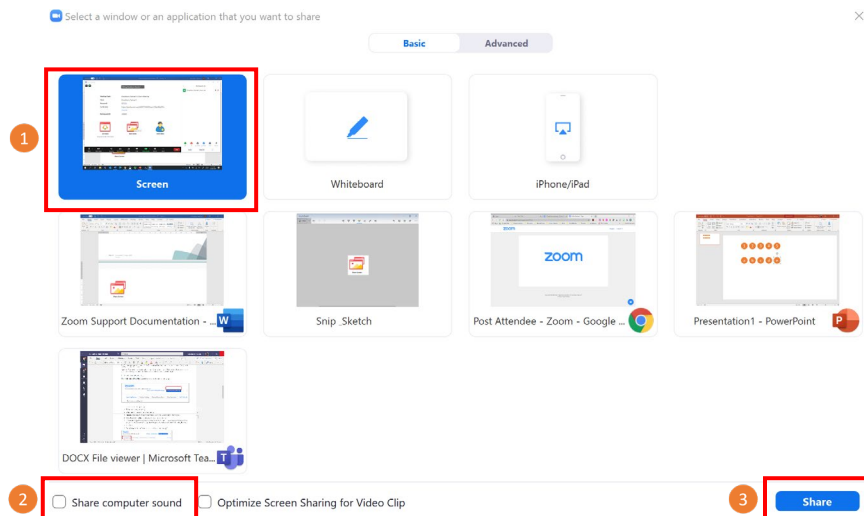 Select a window or an application that you want to share
Basic
Advanced
1
Screen
Whiteboard
iPhone/iPad
Zoom Support Documentation - ...
W
Snip _Sketch
zoom
zoom
Post Attendee - Zoom - Google ...
Presentation1 - PowerPoint
P
DOCX File viewer | Microsoft Tea...
T
2
Share computer sound
Optimize Screen Sharing for Video Clip
3
Share